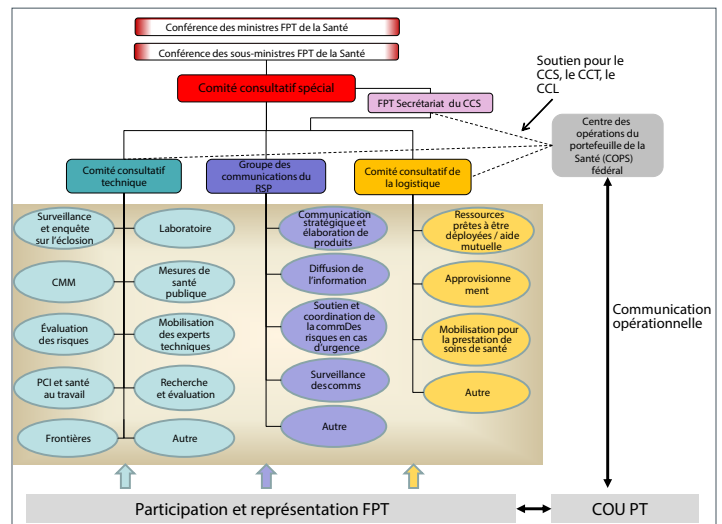 Conférence des ministres FPT de la Santé
Conférence des sous-ministres FPT de la Santé
Comité consultatif spécial
FPT Secrétariat du CCS
Soutien pour le
CCS, le CCT, le
CCL
Centre des
opérations du
portefeuille de la
Santé (COPS)
fédéral
Comité consultatif
technique
Groupe des
communications du
RSP
Comité consultatif de
la logistique
Surveillance
et enquête
sur l'éclosion
Laboratoire
CMM
Mesures de
santé
publique
Évaluation
des risques
Mobilisation
des experts
techniques
PCI et santé
au travail
Recherche
et évaluation
Frontières
Autre
Communication
stratégique et
élaboration de
produits
Diffusion de
l'information
Soutien et
coordination de
la commDes
risques en cas
d'urgence
Surveillance
des comms
Autre
Ressources
prêtes à être
déployées / aide
mutuelle
Approvisionne
ment
Mobilisation pour
la prestation de
soins de santé
Autre
Communication
opérationnelle
Participation et représentation FPT
COU PT